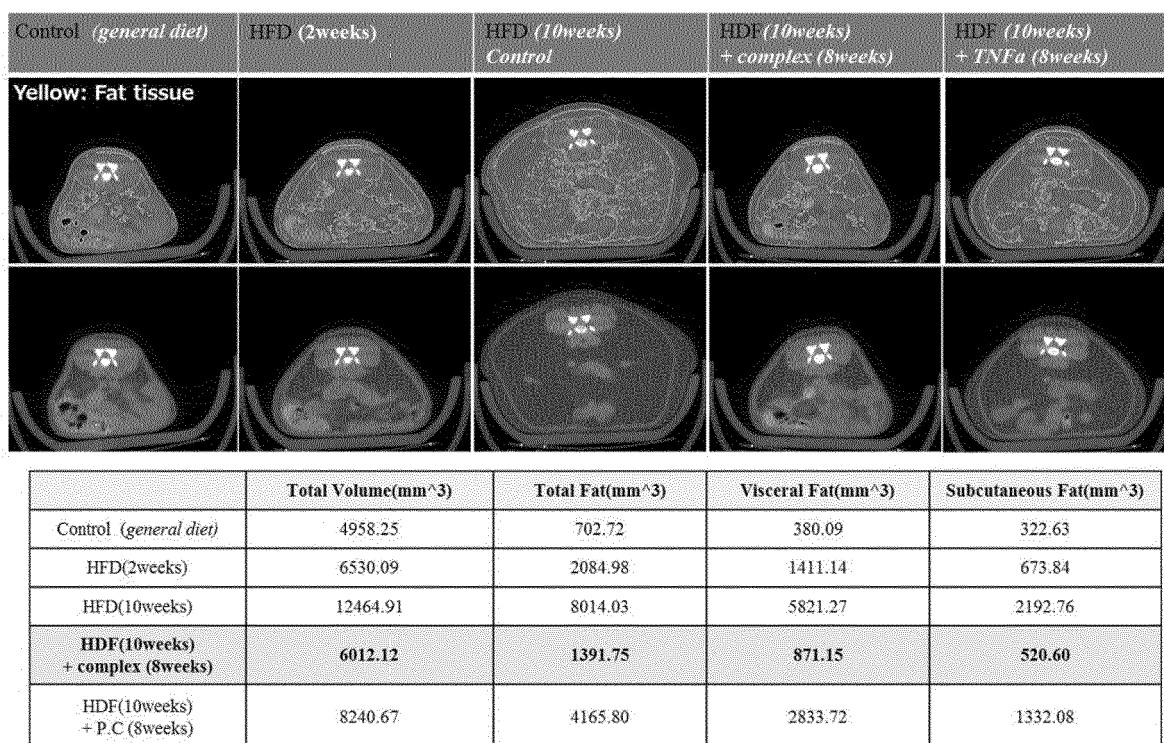 Control (general diet)
HFD (2weeks)
HFD (10weeks)
Control
HDF(10weeks)
+ complex (8weeks)
HDF (10weeks)
+ TNFa (8weeks)
Yellow: Fat tissue
Total Volume(mm^3) Total Fat(mm^3) Visceral Fat(mm^3) Subcutaneous Fat(mm^3)
Control (general diet) 4958.25 702.72 380.09 322.63
HFD(2weeks) 6530.09 2084.98 1411.14 673.84
HFD(10weeks) 12464.91 8014.03 5821.27 2192.76
HDF(10weeks)
+ complex (8weeks) 6012.12 1391.75 871.15 520.60
HDF(10weeks)
+ P.C (8weeks) 8240.67 4165.80 2833.72 1332.08